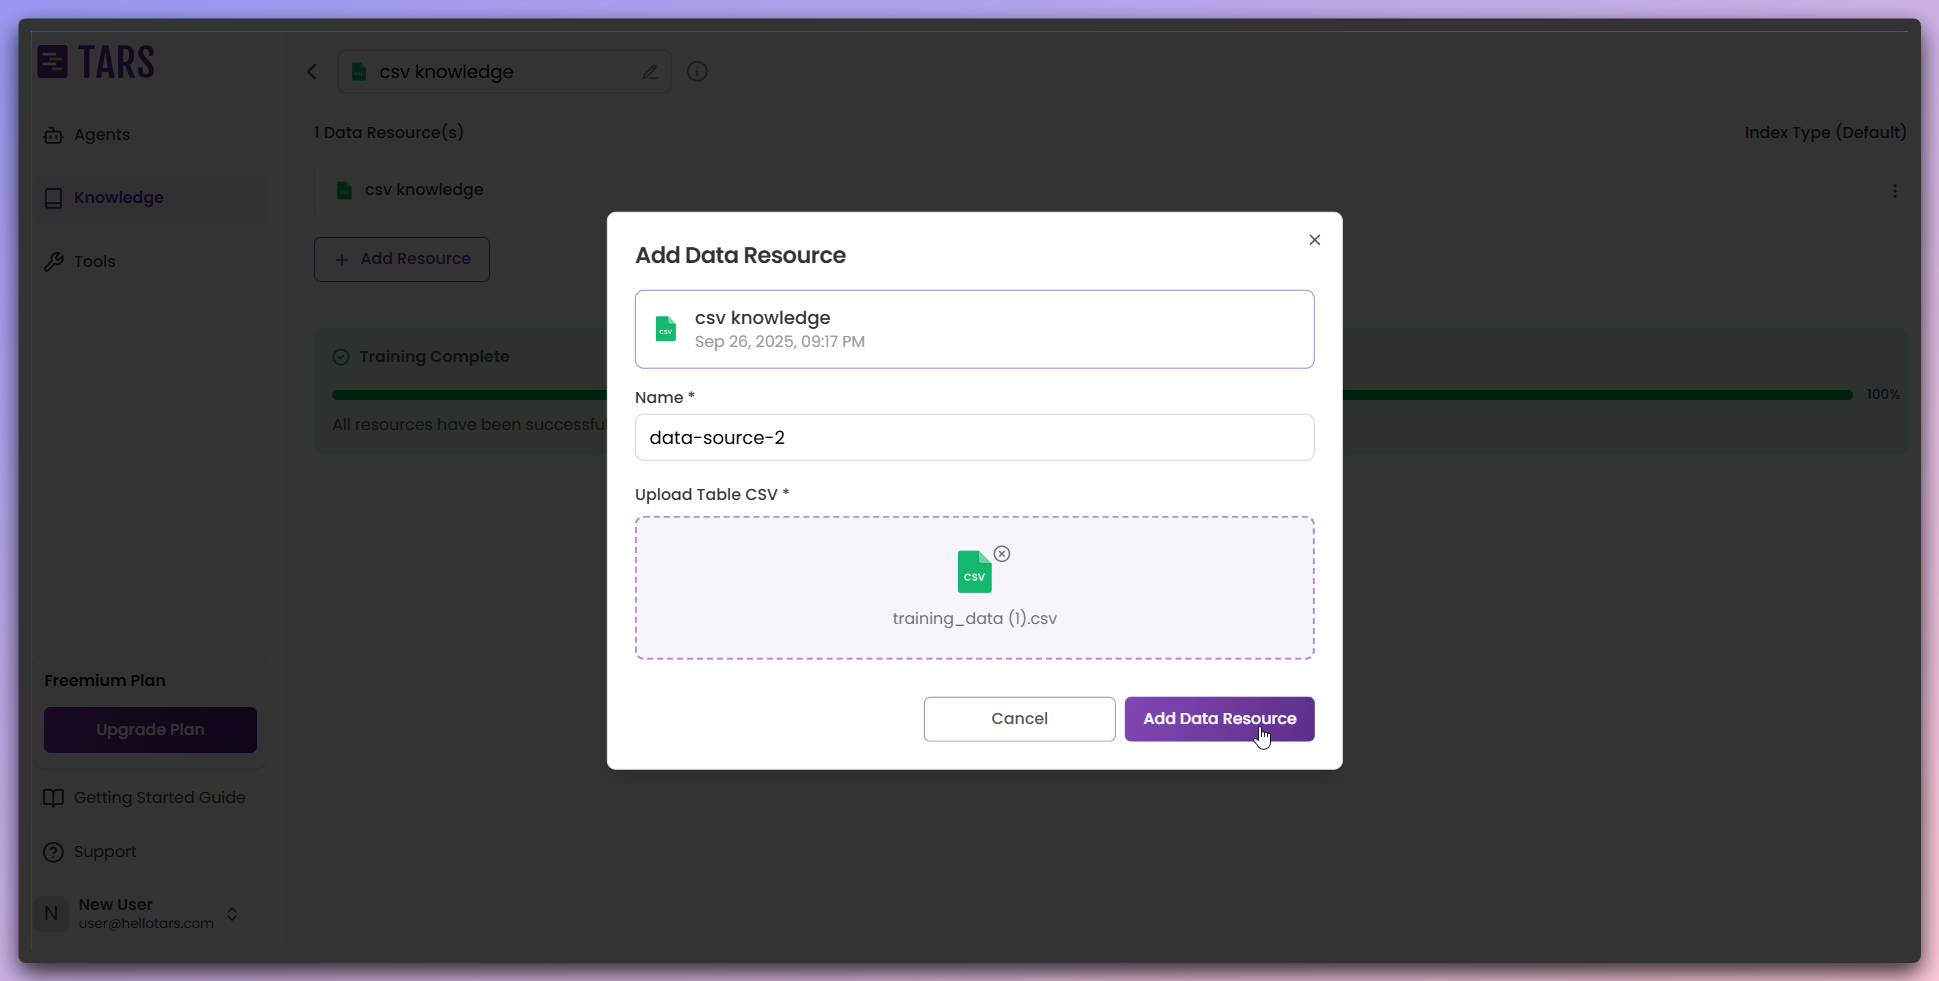 TARS
csv knowledge
Agents
1 Data Resource(s)
Index Type (Default)
csv knowledge
Knowledge
Add Data Resource
Add Resource
Tools
CSV
csv knowledge
Sep 26, 2025, 09:17 PM
Training Complete
100%
Name *
All resources have been successfu
data-source-2
Upload Table CSV *
CSV
training_data (1).csv
Freemium Plan
Upgrade Plan
Cancel
Add Data Resource
Getting Started Guide
Support
N
New User
user@hellotars.com